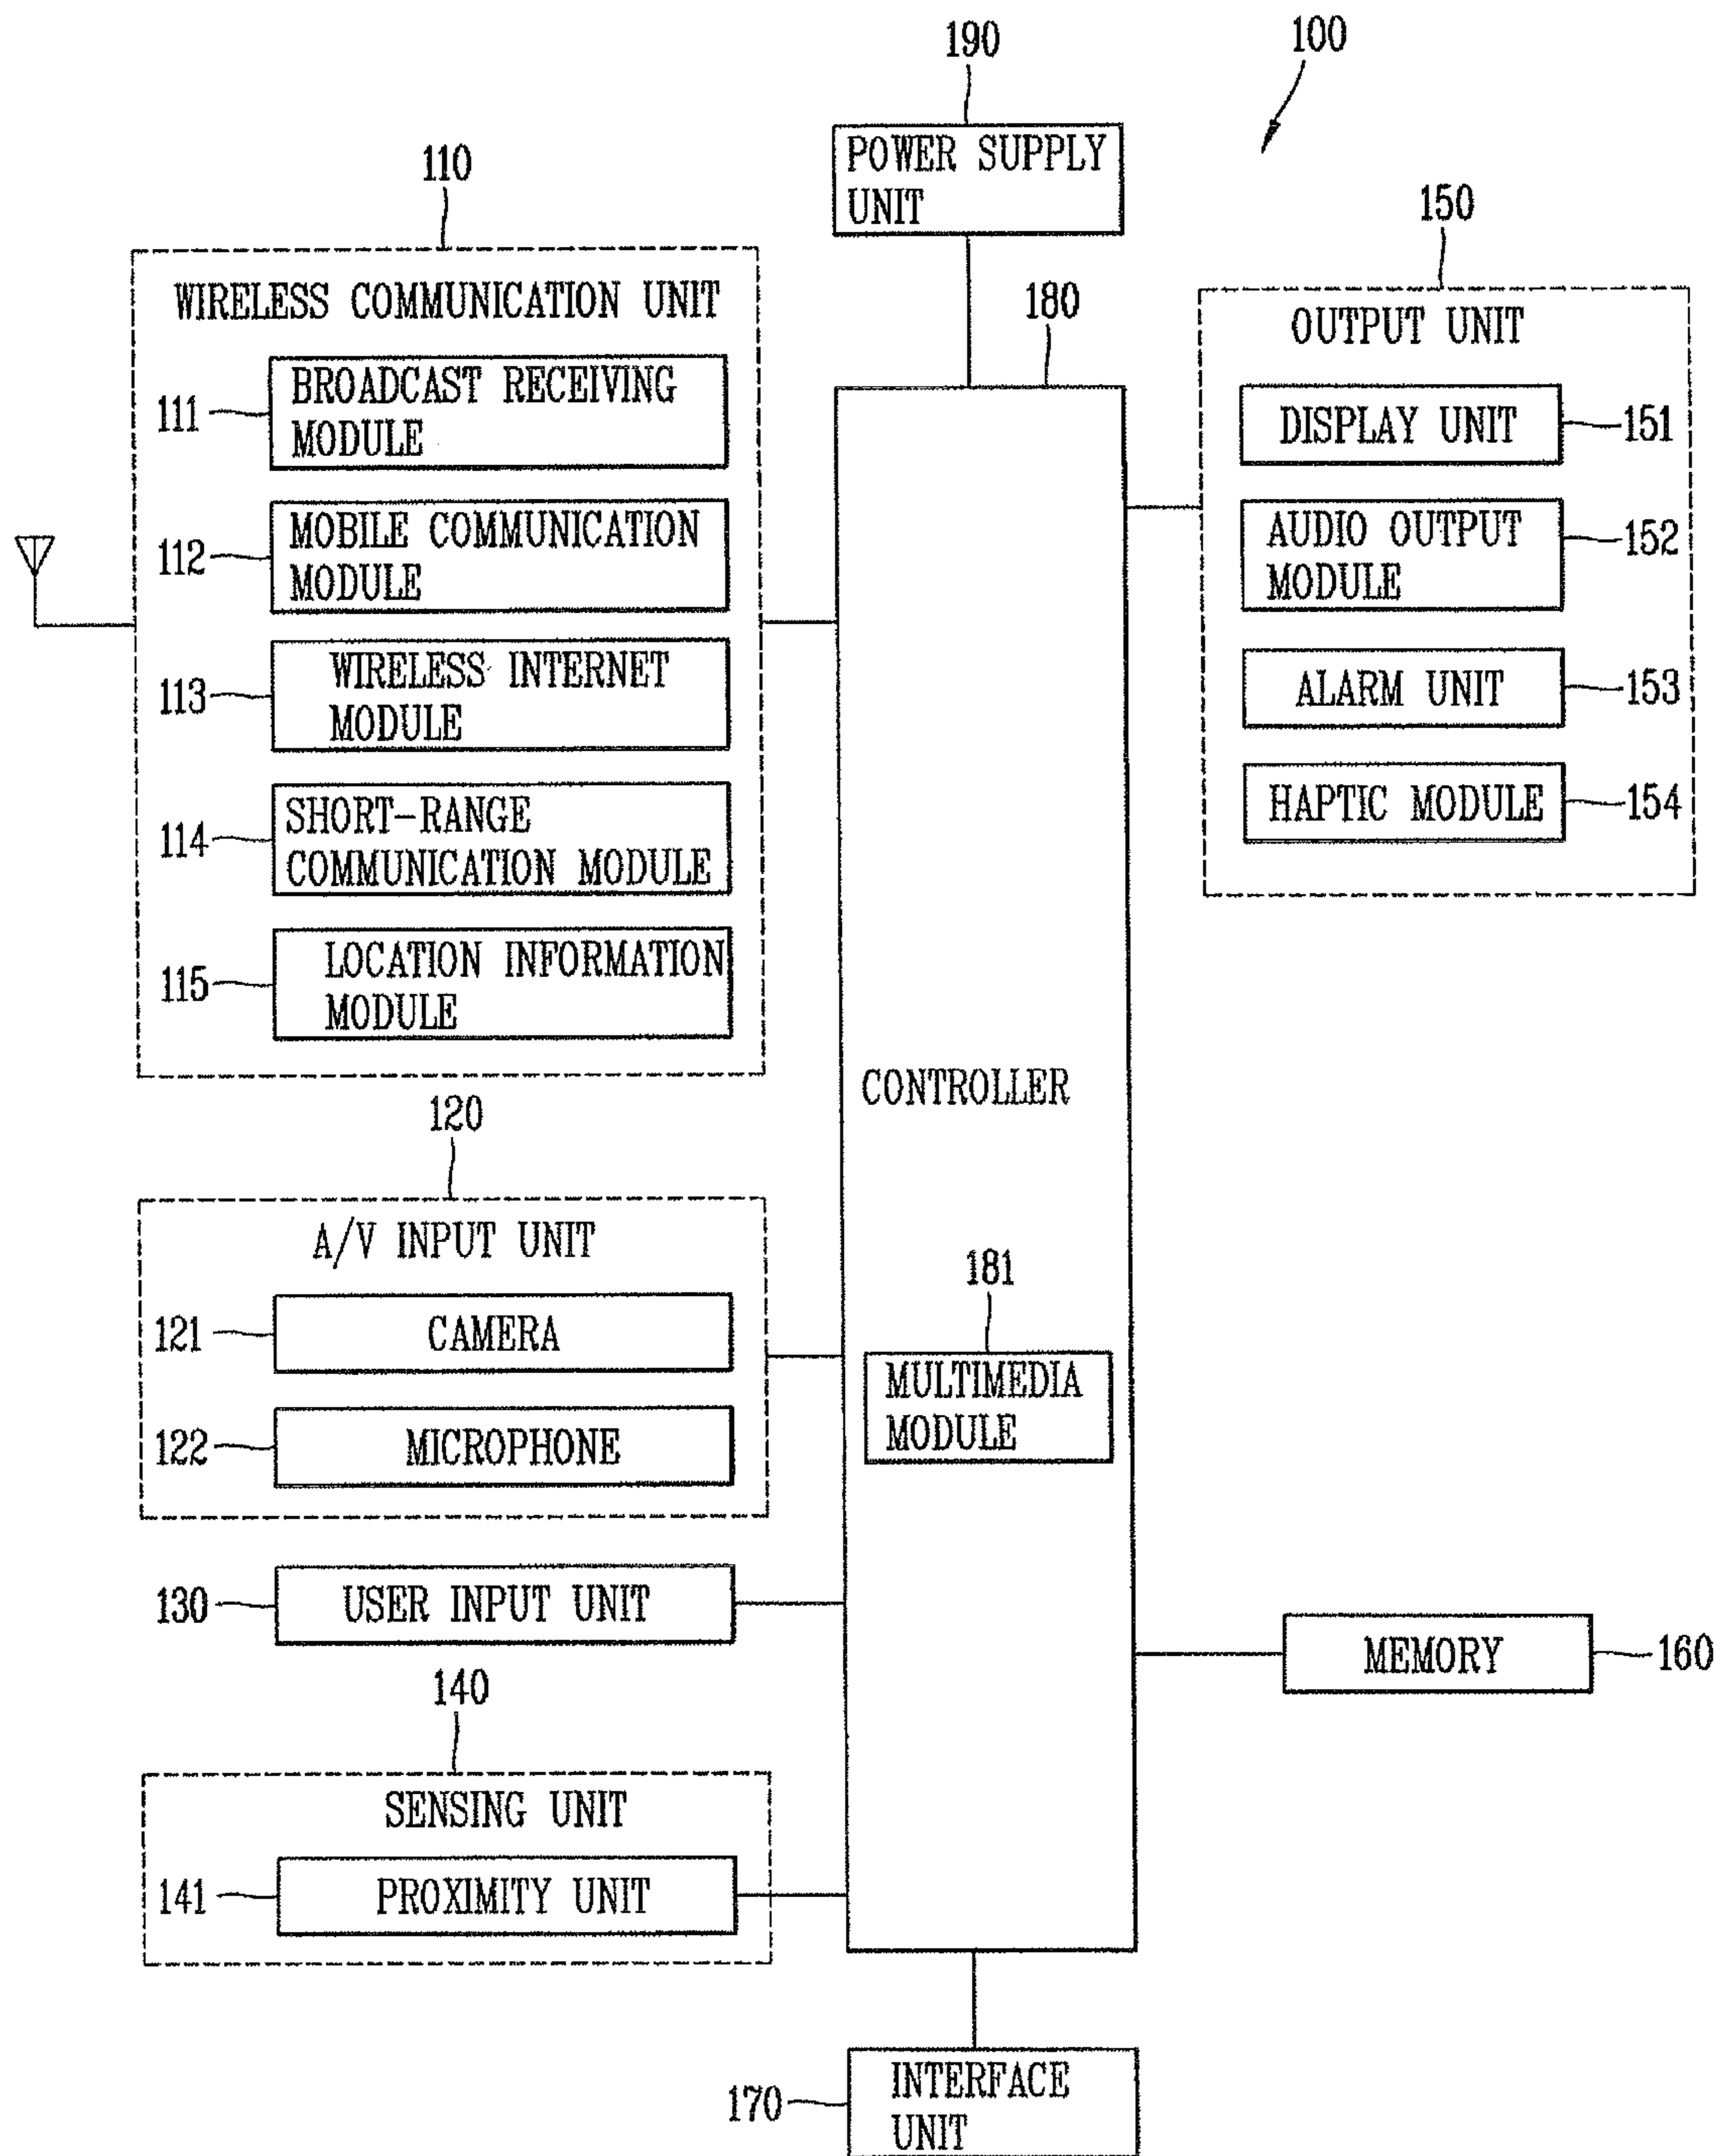 100
190
POWER SUPPLY
UNIT
110
WIRELESS COMMUNICATION UNIT
111
BROADCAST RECEIVING
MODULE
112
MOBILE COMMUNICATION
MODULE
113
WIRELESS INTERNET
MODULE
114
SHORT-RANGE
COMMUNICATION MODULE
115
LOCATION INFORMATION
MODULE
120
A/V INPUT UNIT
121
CAMERA
122
MICROPHONE
130
USER INPUT UNIT
140
SENSING UNIT
141
PROXIMITY UNIT
180
CONTROLLER
181
MULTIMEDIA
MODULE
150
OUTPUT UNIT
DISPLAY UNIT
151
AUDIO OUTPUT
MODULE
152
ALARM UNIT
153
HAPTIC MODULE
154
MEMORY
160
170
INTERFACE
UNIT